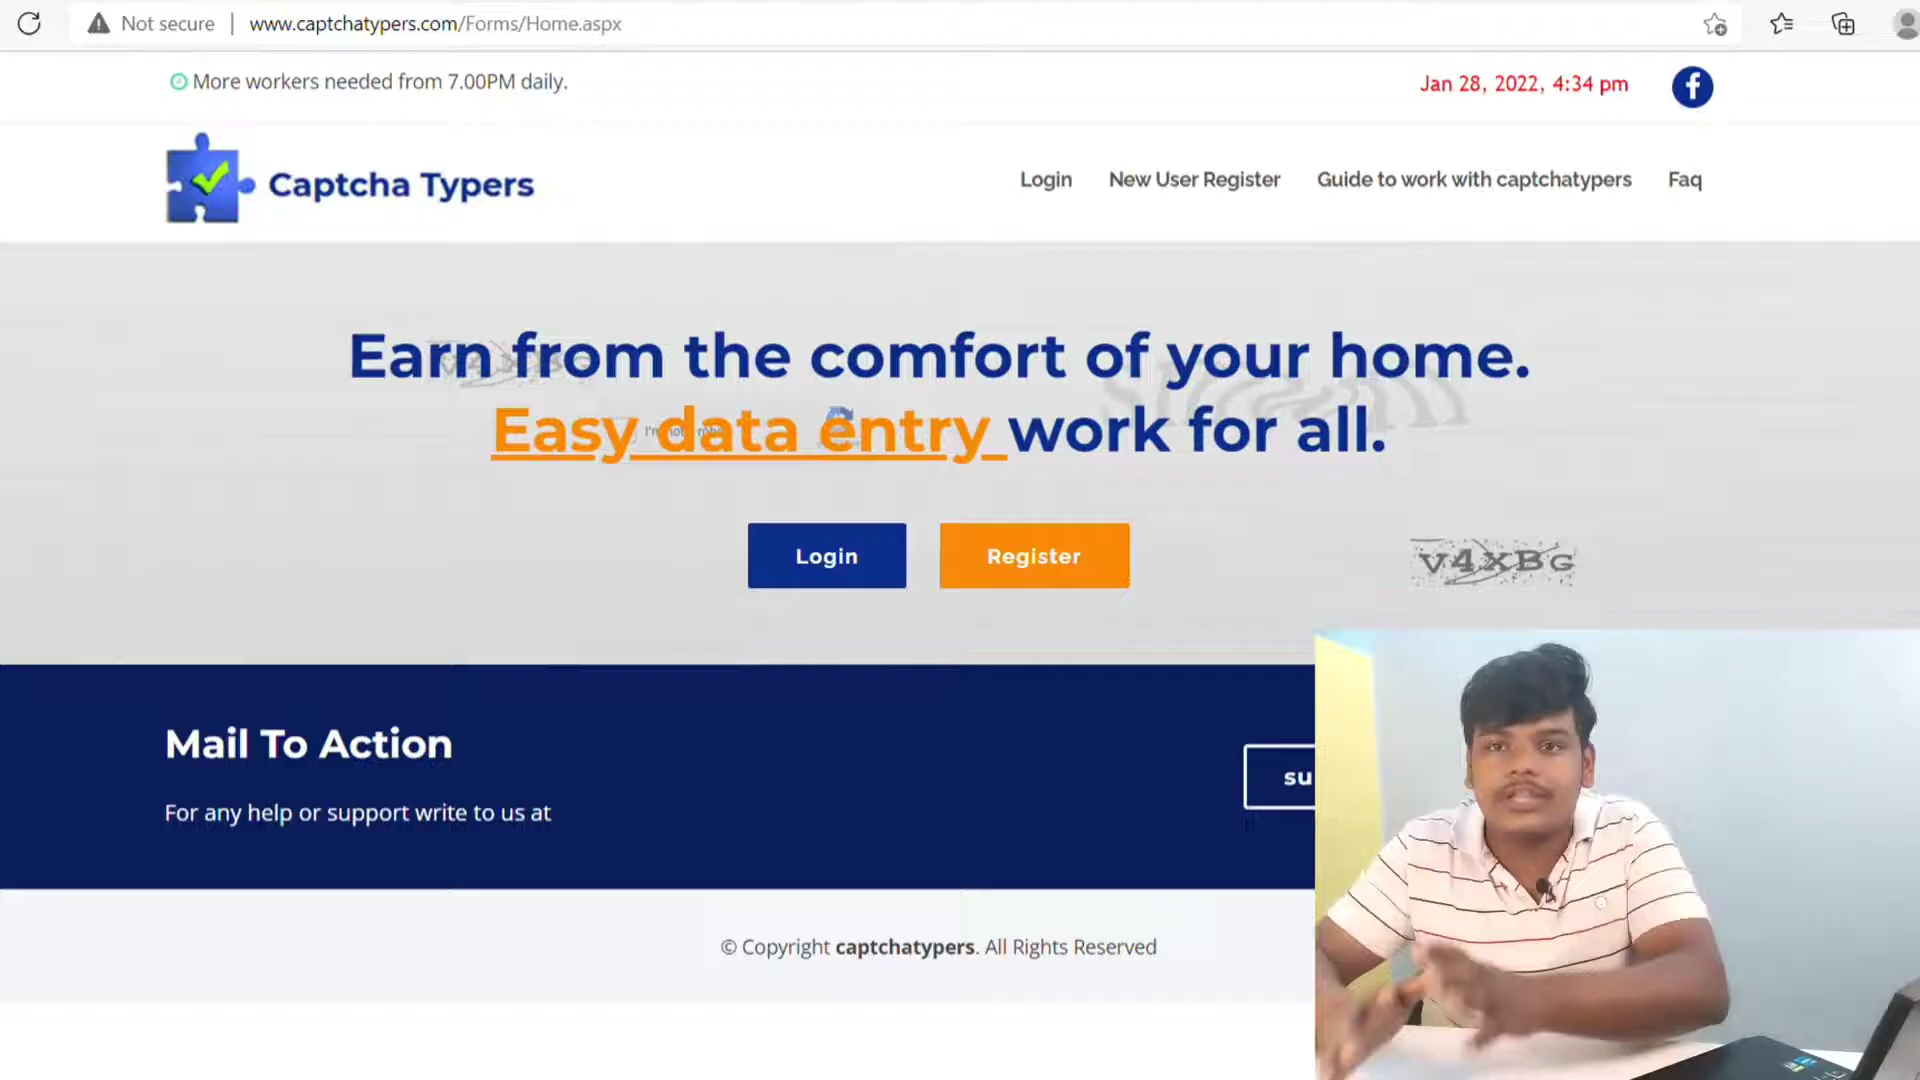 Not secure | www.captchatypers.com/Forms/Home.aspx
More workers needed from 7.00PM daily.
Jan 28, 2022, 4:34 pm
Captcha Typers
Login New User Register Guide to work with captchatypers Faq
Earn from the comfort of your home.
Easy data entry work for all.
Login
Register
v4XBG
Mail To Action
For any help or support write to us at
su
© Copyright captchatypers. All Rights Reserved